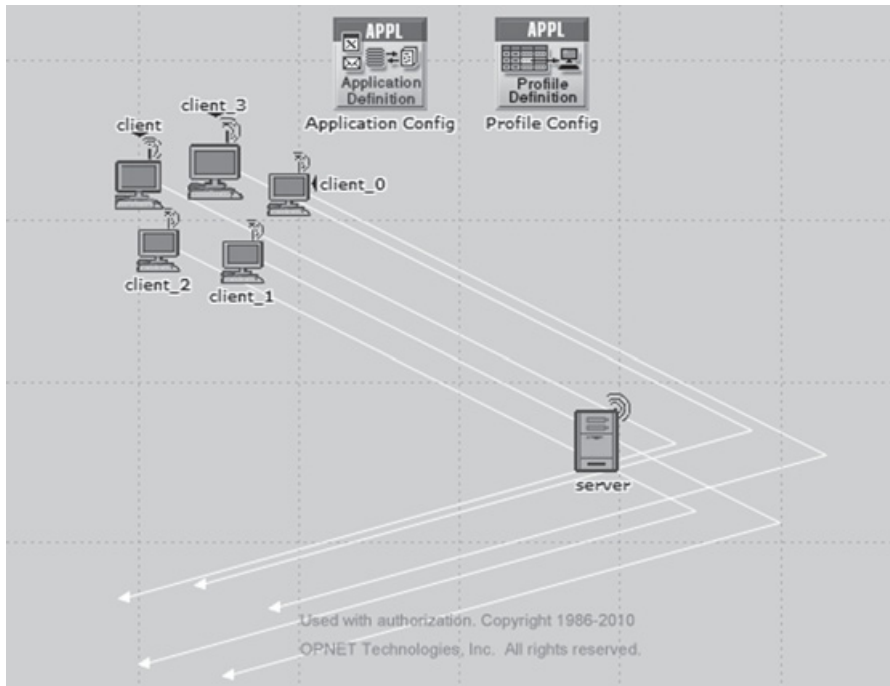 APPL
Application
Definition
Application Config
APPL
Profile
Definition
Profile Config
client_3
client
client_0
client_2
client_1
server
Used with authorization. Copyright 1986-2010
OPNET Technologies, Inc. All rights reserved.